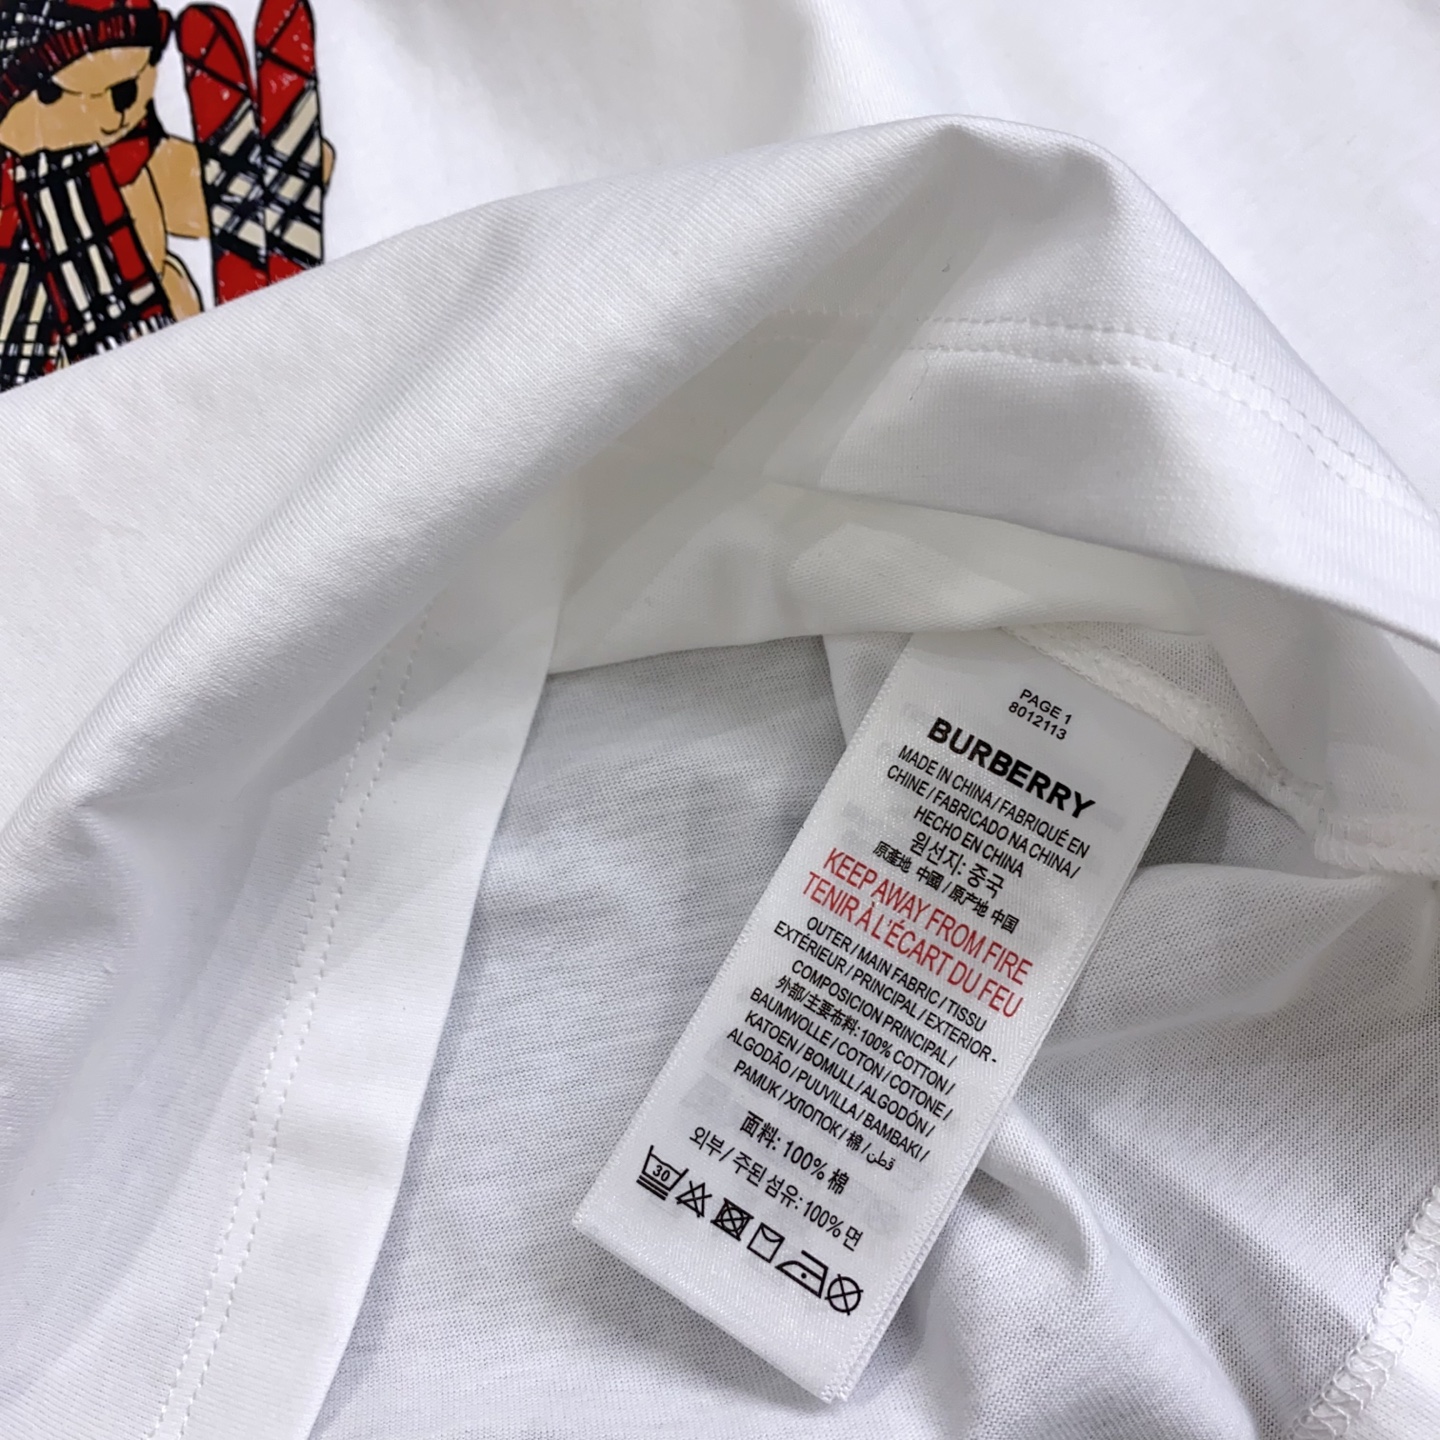 PAGE 1
8012113
BURBERRY
MADE IN CHINA / FABRIQUÉ EN
CHINE / FABRICADO NA CHINA /
HECHO EN CHINA
원선지: 중국
原產地 中國 / 原产地 中国
KEEP AWAY FROM FIRE
TENIR À L'ÉCART DU FEU
OUTER / MAIN FABRIC / TISSU
EXTÉRIEUR / PRINCIPAL / EXTERIOR -
COMPOSICION PRINCIPAL /
外部/主要布料: 100% COTTON /
BAUMWOLLE / COTON / COTONE /
KATOEN / BOMULL / ALGODÓN /
ALGODÃO / PUUVILLA / BAMBAKI /
PAMUK / ХЛОПОК / 棉 / قطن
面料: 100% 棉
외부 / 주된 섬유: 100% 면
30